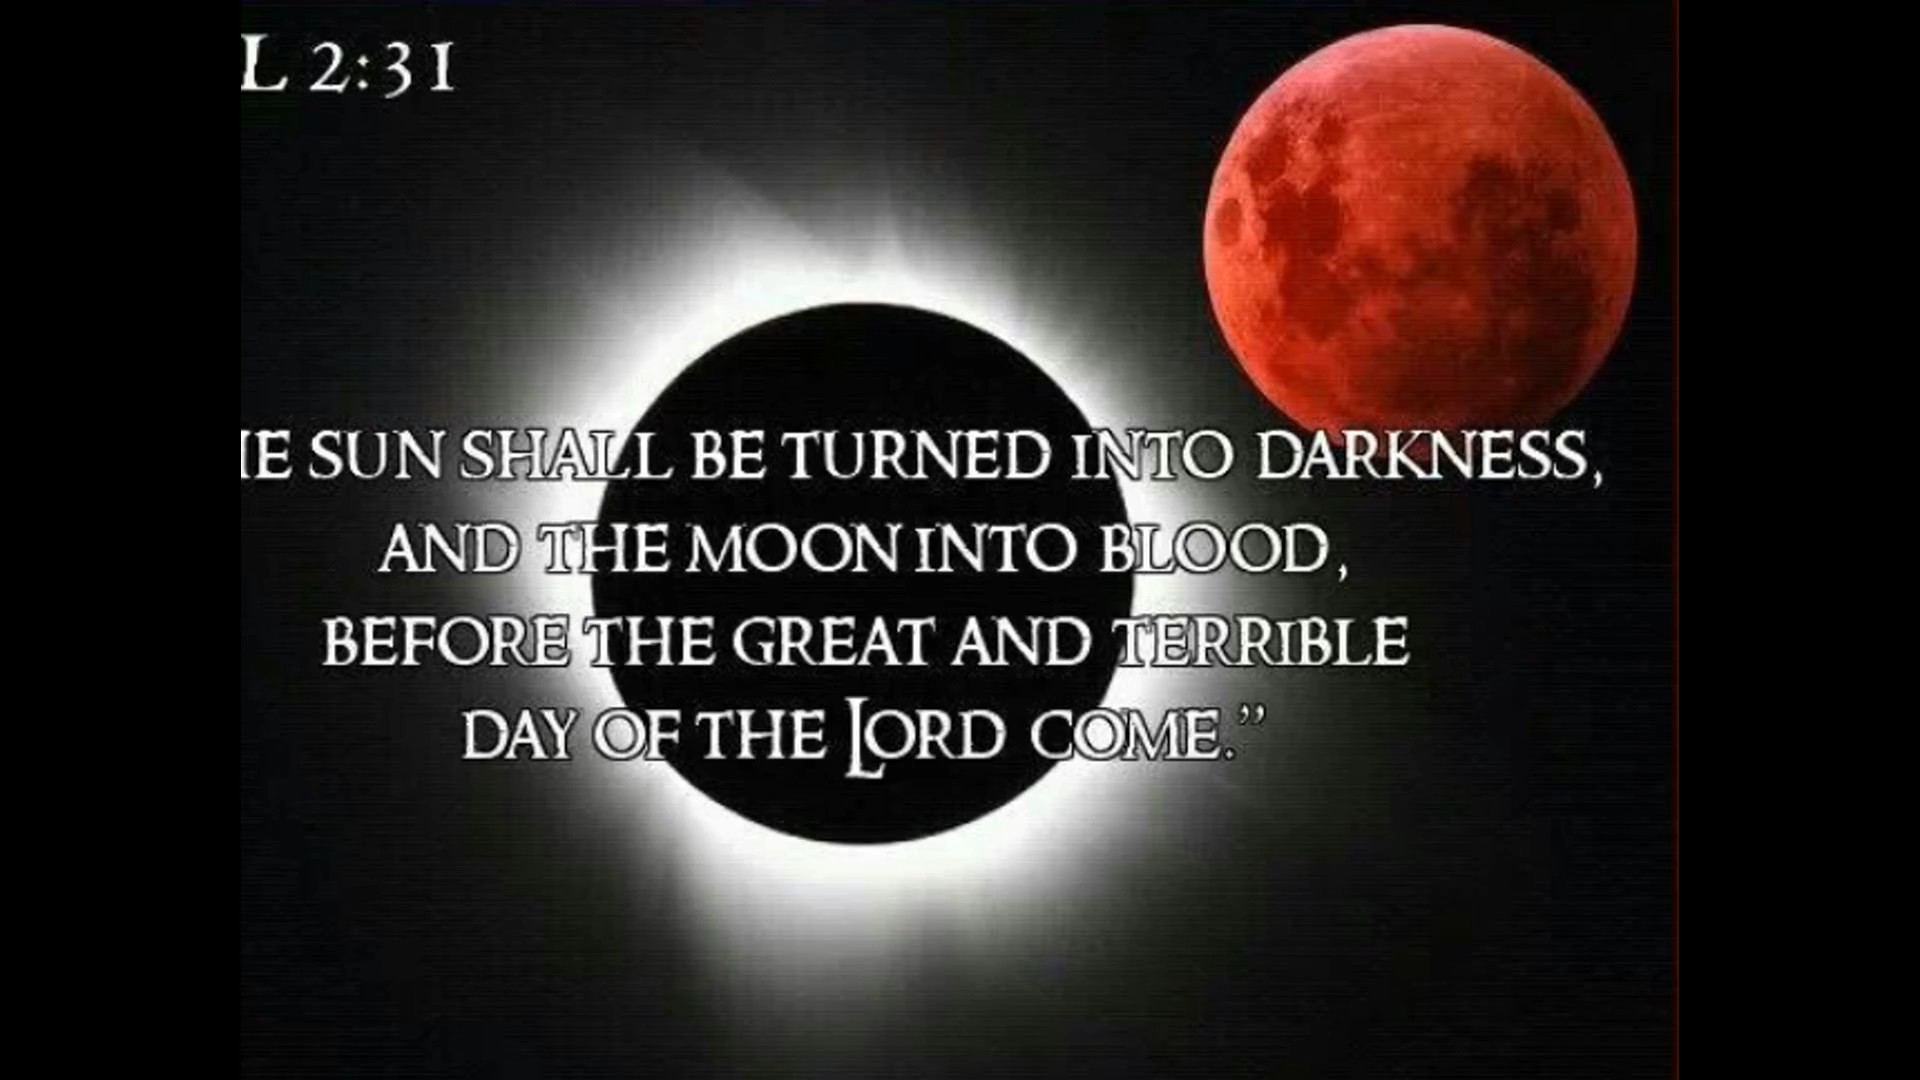 L 2:31
HE SUN SHALL BE TURNED INTO DARKNESS,
AND THE MOON INTO BLOOD,
BEFORE THE GREAT AND TERRIBLE
DAY OF THE LORD COME.”